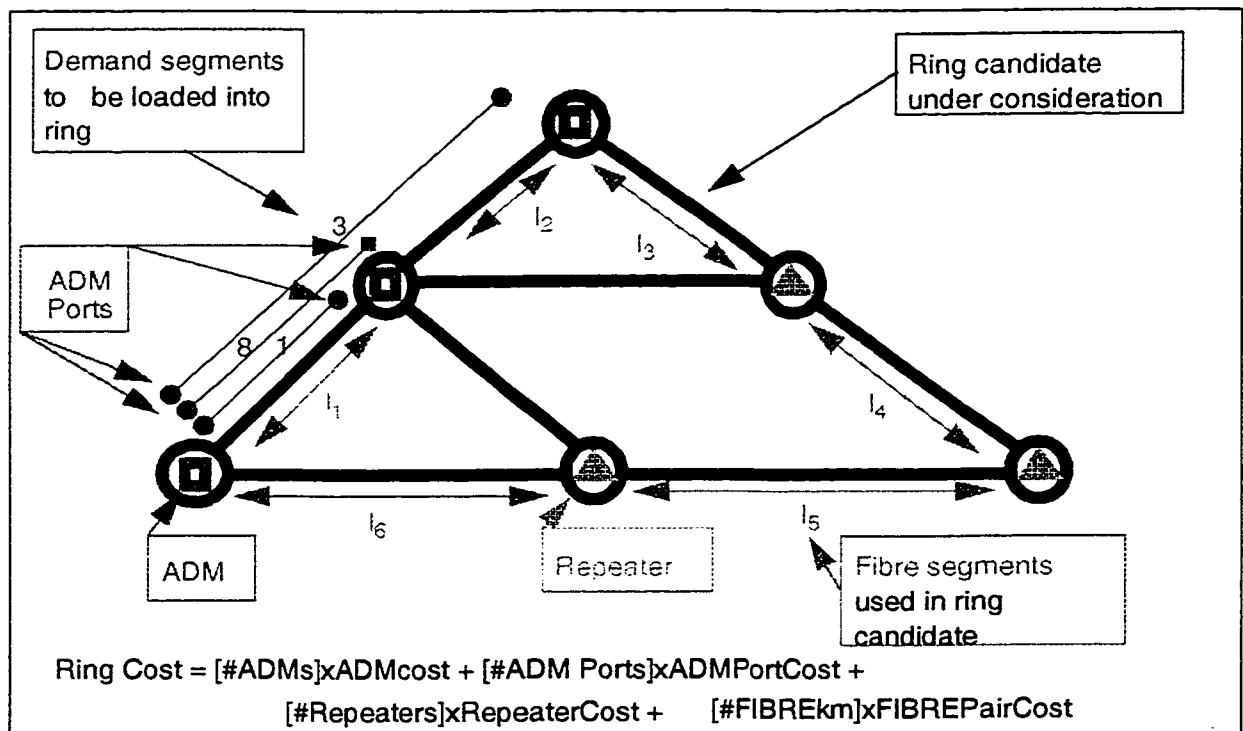 Demand segments
to be loaded into
ring
Ring candidate
under consideration
ADM
Ports
3
8
1
l2
l3
l1
l4
l6
l5
ADM
Repeater
Fibre segments
used in ring
candidate
Ring Cost = [#ADMs]xADMcost + [#ADM Ports]xADMPortCost +
[#Repeaters]xRepeaterCost + [#FIBREkm]xFIBREPairCost